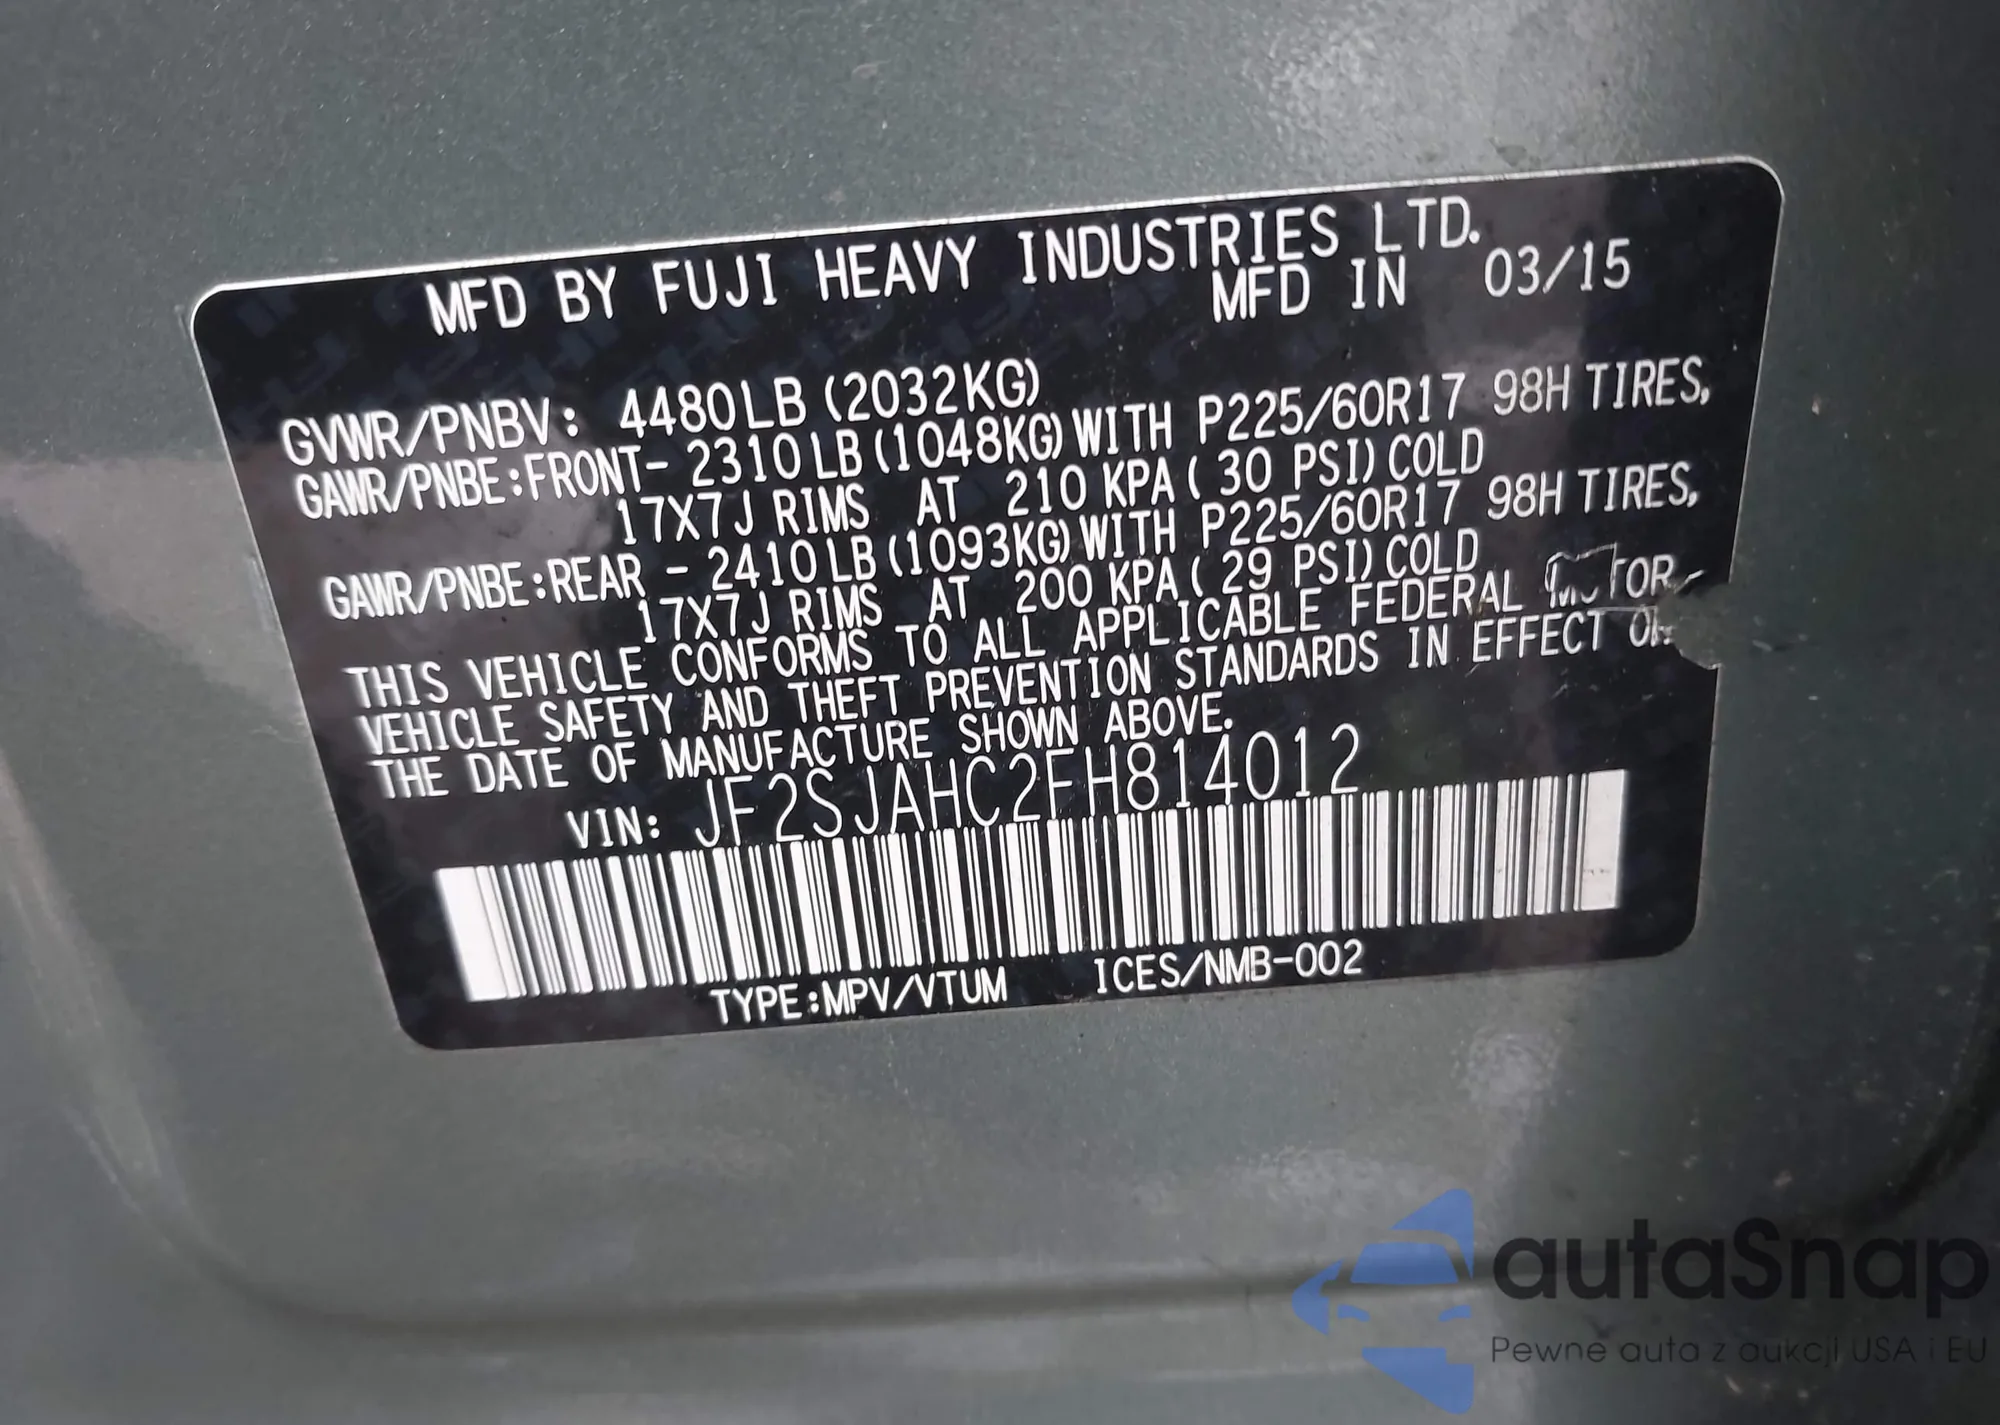 MFD BY FUJI HEAVY INDUSTRIES LTD.
MFD IN 03/15
GVWR/PNBV: 4480LB (2032KG)
GAWR/PNBE:FRONT- 2310LB (1048KG) WITH P225/60R17 98H TIRES,
17X7J RIMS AT 210 KPA ( 30 PSI) COLD
GAWR/PNBE:REAR - 2410LB (1093KG) WITH P225/60R17 98H TIRES,
17X7J RIMS AT 200 KPA ( 29 PSI) COLD
THIS VEHICLE CONFORMS TO ALL APPLICABLE FEDERAL MOTOR
VEHICLE SAFETY AND THEFT PREVENTION STANDARDS IN EFFECT
THE DATE OF MANUFACTURE SHOWN ABOVE.
VIN: JF2SJAHC2FH814012
TYPE:MPV/VTUM ICES/NMB-002
autaSnap
Pewne auta z aukcji USA i EU